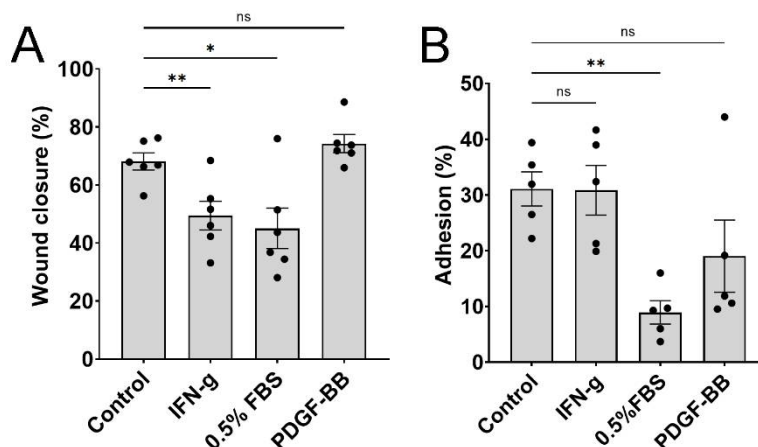 A
ns
*
**
100
80
60
40
20
0
Wound closure (%)
Control
IFN-g
0.5% FBS
PDGF-BB
B
ns
**
ns
50
40
30
20
10
0
Adhesion (%)
Control
IFN-g
0.5%FBS
PDGF-BB